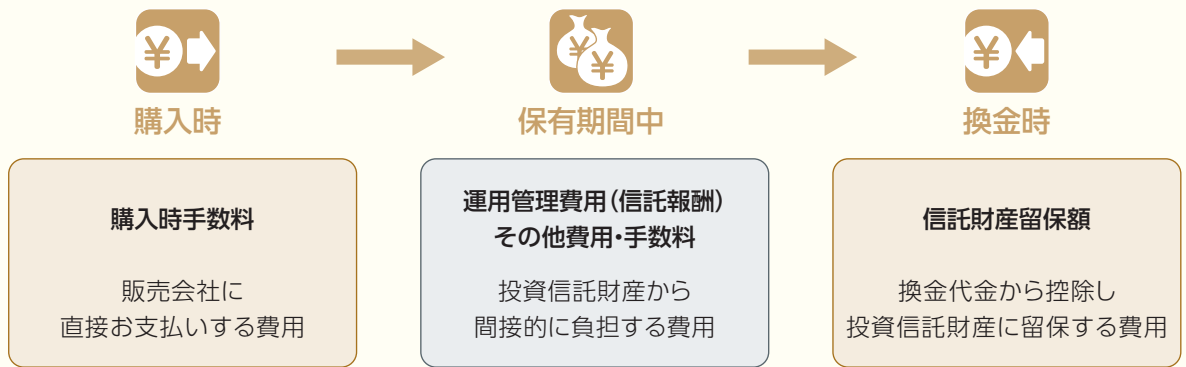 ¥
¥
¥
¥
購入時
保有期間中
換金時
購入時手数料
販売会社に
直接お支払いする費用
運用管理費用(信託報酬)
その他費用・手数料
投資信託財産から
間接的に負担する費用
信託財産留保額
換金代金から控除し
投資信託財産に留保する費用